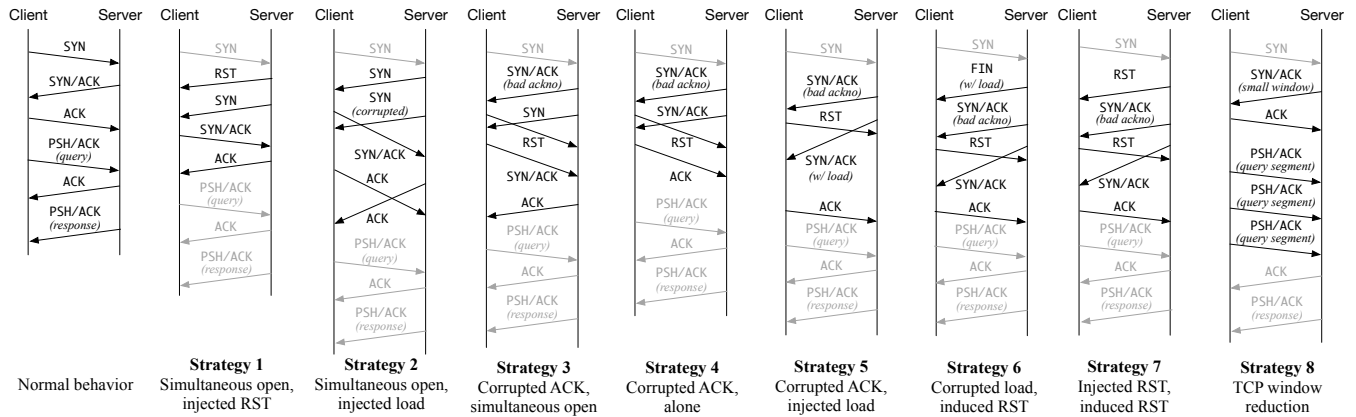 Client Server
SYN
SYN/ACK
ACK
PSH/ACK
(query)
ACK
PSH/ACK
(response)
Normal behavior
Client Server
SYN
RST
SYN
SYN/ACK
ACK
PSH/ACK
(query)
ACK
PSH/ACK
(response)
Strategy 1
Simultaneous open,
injected RST
Client Server
SYN
SYN
SYN
(corrupted)
SYN/ACK
ACK
ACK
PSH/ACK
(query)
ACK
PSH/ACK
(response)
Strategy 2
Simultaneous open,
injected load
Client Server
SYN
SYN/ACK
(bad ackno)
SYN
RST
SYN/ACK
ACK
PSH/ACK
(query)
ACK
PSH/ACK
(response)
Strategy 3
Corrupted ACK,
simultaneous open
Client Server
SYN
SYN/ACK
(bad ackno)
SYN/ACK
RST
ACK
PSH/ACK
(query)
ACK
PSH/ACK
(response)
Strategy 4
Corrupted ACK,
alone
Client Server
SYN
SYN/ACK
(bad ackno)
RST
SYN/ACK
(w/ load)
ACK
PSH/ACK
(query)
ACK
PSH/ACK
(response)
Strategy 5
Corrupted ACK,
injected load
Client Server
SYN
FIN
(w/ load)
SYN/ACK
(bad ackno)
RST
SYN/ACK
ACK
PSH/ACK
(query)
ACK
PSH/ACK
(response)
Strategy 6
Corrupted load,
induced RST
Client Server
SYN
RST
SYN/ACK
(bad ackno)
RST
SYN/ACK
ACK
PSH/ACK
(query)
ACK
PSH/ACK
(response)
Strategy 7
Injected RST,
induced RST
Client Server
SYN
SYN/ACK
(small window)
ACK
PSH/ACK
(query segment)
PSH/ACK
(query segment)
PSH/ACK
(query segment)
ACK
PSH/ACK
(response)
Strategy 8
TCP window
reduction